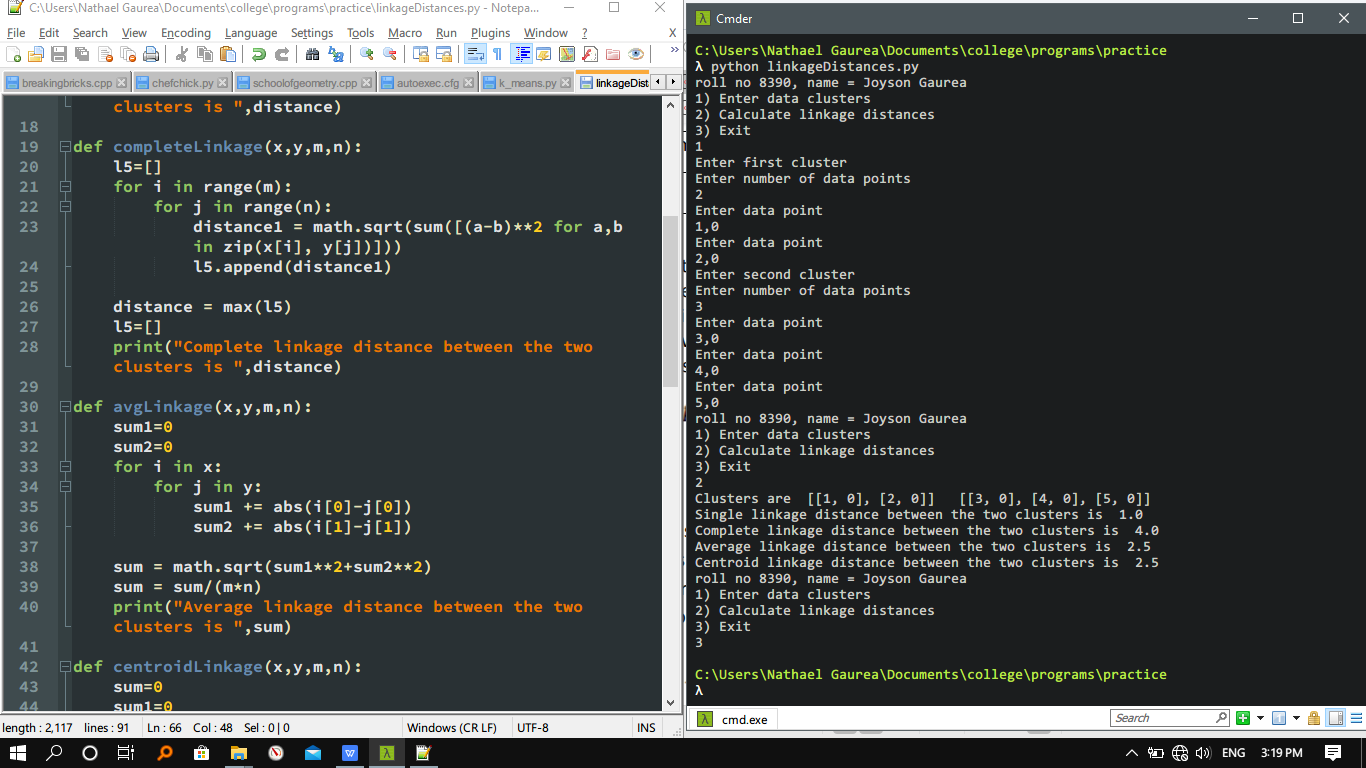 C:\Users\Nathael Gaurea\Documents\college\programs\practice\linkageDistances.py - Notepa...
File Edit Search View Encoding Language Settings Tools Macro Run Plugins Window ? X
breakingbricks.cpp chefchick.py schoolofgeometry.cpp autoexec.cfg k_means.py linkageDist
clusters is ",distance)
18
19 def completeLinkage(x,y,m,n):
20 l5=[]
21 for i in range(m):
22 for j in range(n):
23 distance1 = math.sqrt(sum([(a-b)**2 for a,b
in zip(x[i], y[j])]))
24 l5.append(distance1)
25
26 distance = max(l5)
27 l5=[]
28 print("Complete linkage distance between the two
clusters is ",distance)
29
30 def avgLinkage(x,y,m,n):
31 sum1=0
32 sum2=0
33 for i in x:
34 for j in y:
35 sum1 += abs(i[0]-j[0])
36 sum2 += abs(i[1]-j[1])
37
38 sum = math.sqrt(sum1**2+sum2**2)
39 sum = sum/(m*n)
40 print("Average linkage distance between the two
clusters is ",sum)
41
42 def centroidLinkage(x,y,m,n):
43 sum=0
44 sum1=0
length : 2,117 lines : 91 Ln : 66 Col : 48 Sel : 0 | 0 Windows (CR LF) UTF-8 INS
λ Cmder
C:\Users\Nathael Gaurea\Documents\college\programs\practice
λ python linkageDistances.py
roll no 8390, name = Joyson Gaurea
1) Enter data clusters
2) Calculate linkage distances
3) Exit
1
Enter first cluster
Enter number of data points
2
Enter data point
1,0
Enter data point
2,0
Enter second cluster
Enter number of data points
3
Enter data point
3,0
Enter data point
4,0
Enter data point
5,0
roll no 8390, name = Joyson Gaurea
1) Enter data clusters
2) Calculate linkage distances
3) Exit
2
Clusters are [[1, 0], [2, 0]] [[3, 0], [4, 0], [5, 0]]
Single linkage distance between the two clusters is 1.0
Complete linkage distance between the two clusters is 4.0
Average linkage distance between the two clusters is 2.5
Centroid linkage distance between the two clusters is 2.5
roll no 8390, name = Joyson Gaurea
1) Enter data clusters
2) Calculate linkage distances
3) Exit
3
C:\Users\Nathael Gaurea\Documents\college\programs\practice
λ
λ cmd.exe Search
W λ ENG 3:19 PM